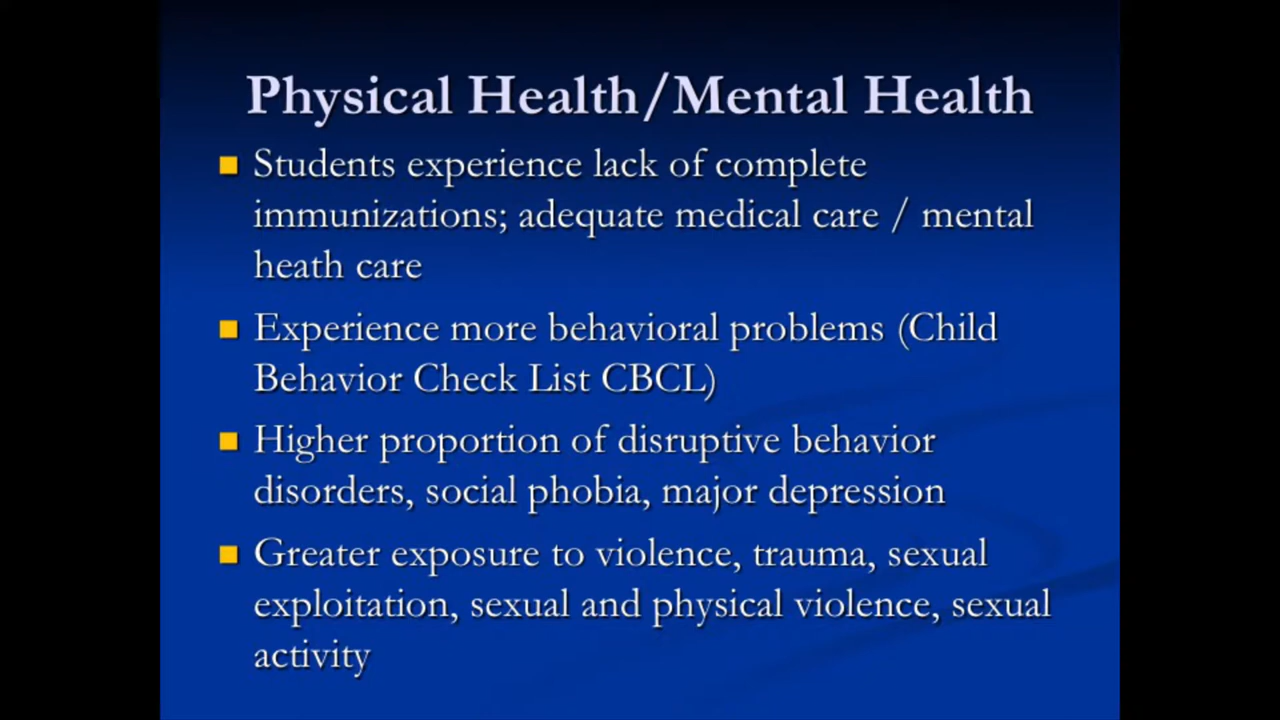 Physical Health/Mental Health
Students experience lack of complete
immunizations; adequate medical care / mental
heath care
Experience more behavioral problems (Child
Behavior Check List CBCL)
Higher proportion of disruptive behavior
disorders, social phobia, major depression
Greater exposure to violence, trauma, sexual
exploitation, sexual and physical violence, sexual
activity